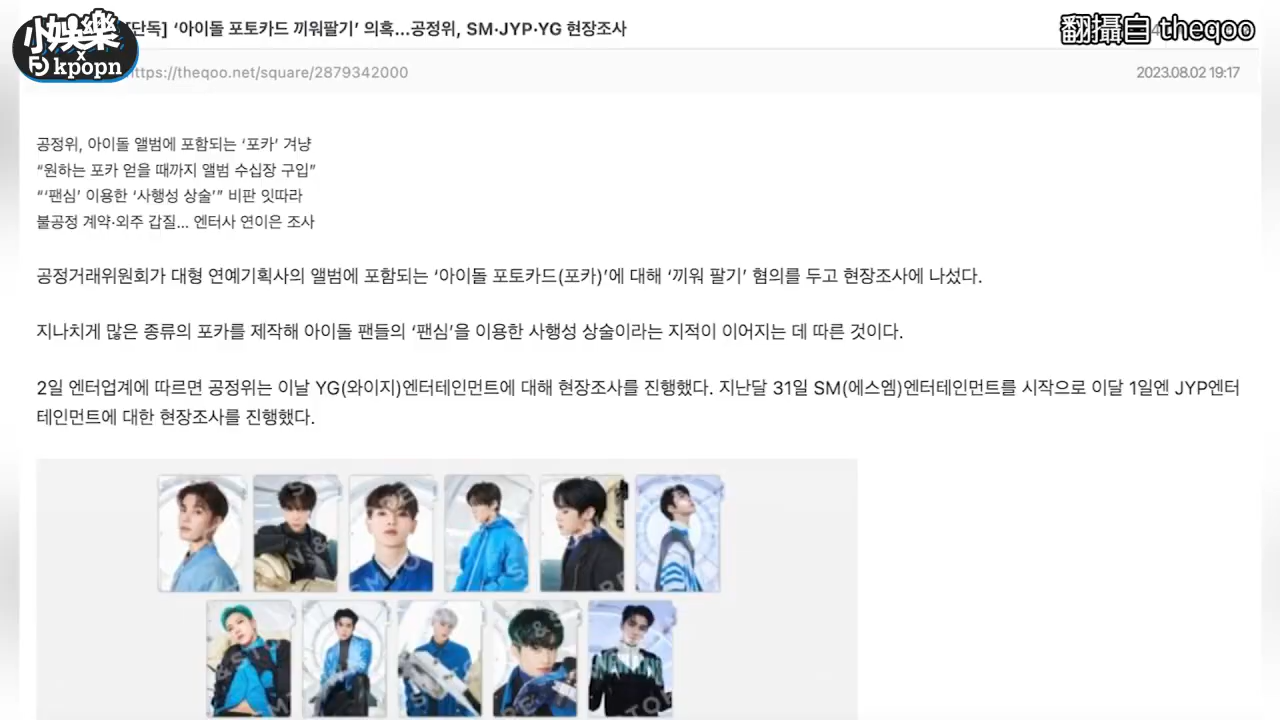 小娛樂
x
kpopn
[단독] ‘아이돌 포토카드 끼워팔기’ 의혹...공정위, SM·JYP·YG 현장조사
翻攝自 theqoo
https://theqoo.net/square/2879342000
2023.08.02 19:17
공정위, 아이돌 앨범에 포함되는 ‘포카’ 겨냥
“원하는 포카 얻을 때까지 앨범 수십장 구입”
“‘팬심’ 이용한 ‘사행성 상술’” 비판 잇따라
불공정 계약·외주 갑질... 엔터사 연이은 조사
공정거래위원회가 대형 연예기획사의 앨범에 포함되는 ‘아이돌 포토카드(포카)’에 대해 ‘끼워 팔기’ 혐의를 두고 현장조사에 나섰다.
지나치게 많은 종류의 포카를 제작해 아이돌 팬들의 ‘팬심’을 이용한 사행성 상술이라는 지적이 이어지는 데 따른 것이다.
2일 엔터업계에 따르면 공정위는 이날 YG(와이지)엔터테인먼트에 대해 현장조사를 진행했다. 지난달 31일 SM(에스엠)엔터테인먼트를 시작으로 이달 1일엔 JYP엔터
테인먼트에 대한 현장조사를 진행했다.